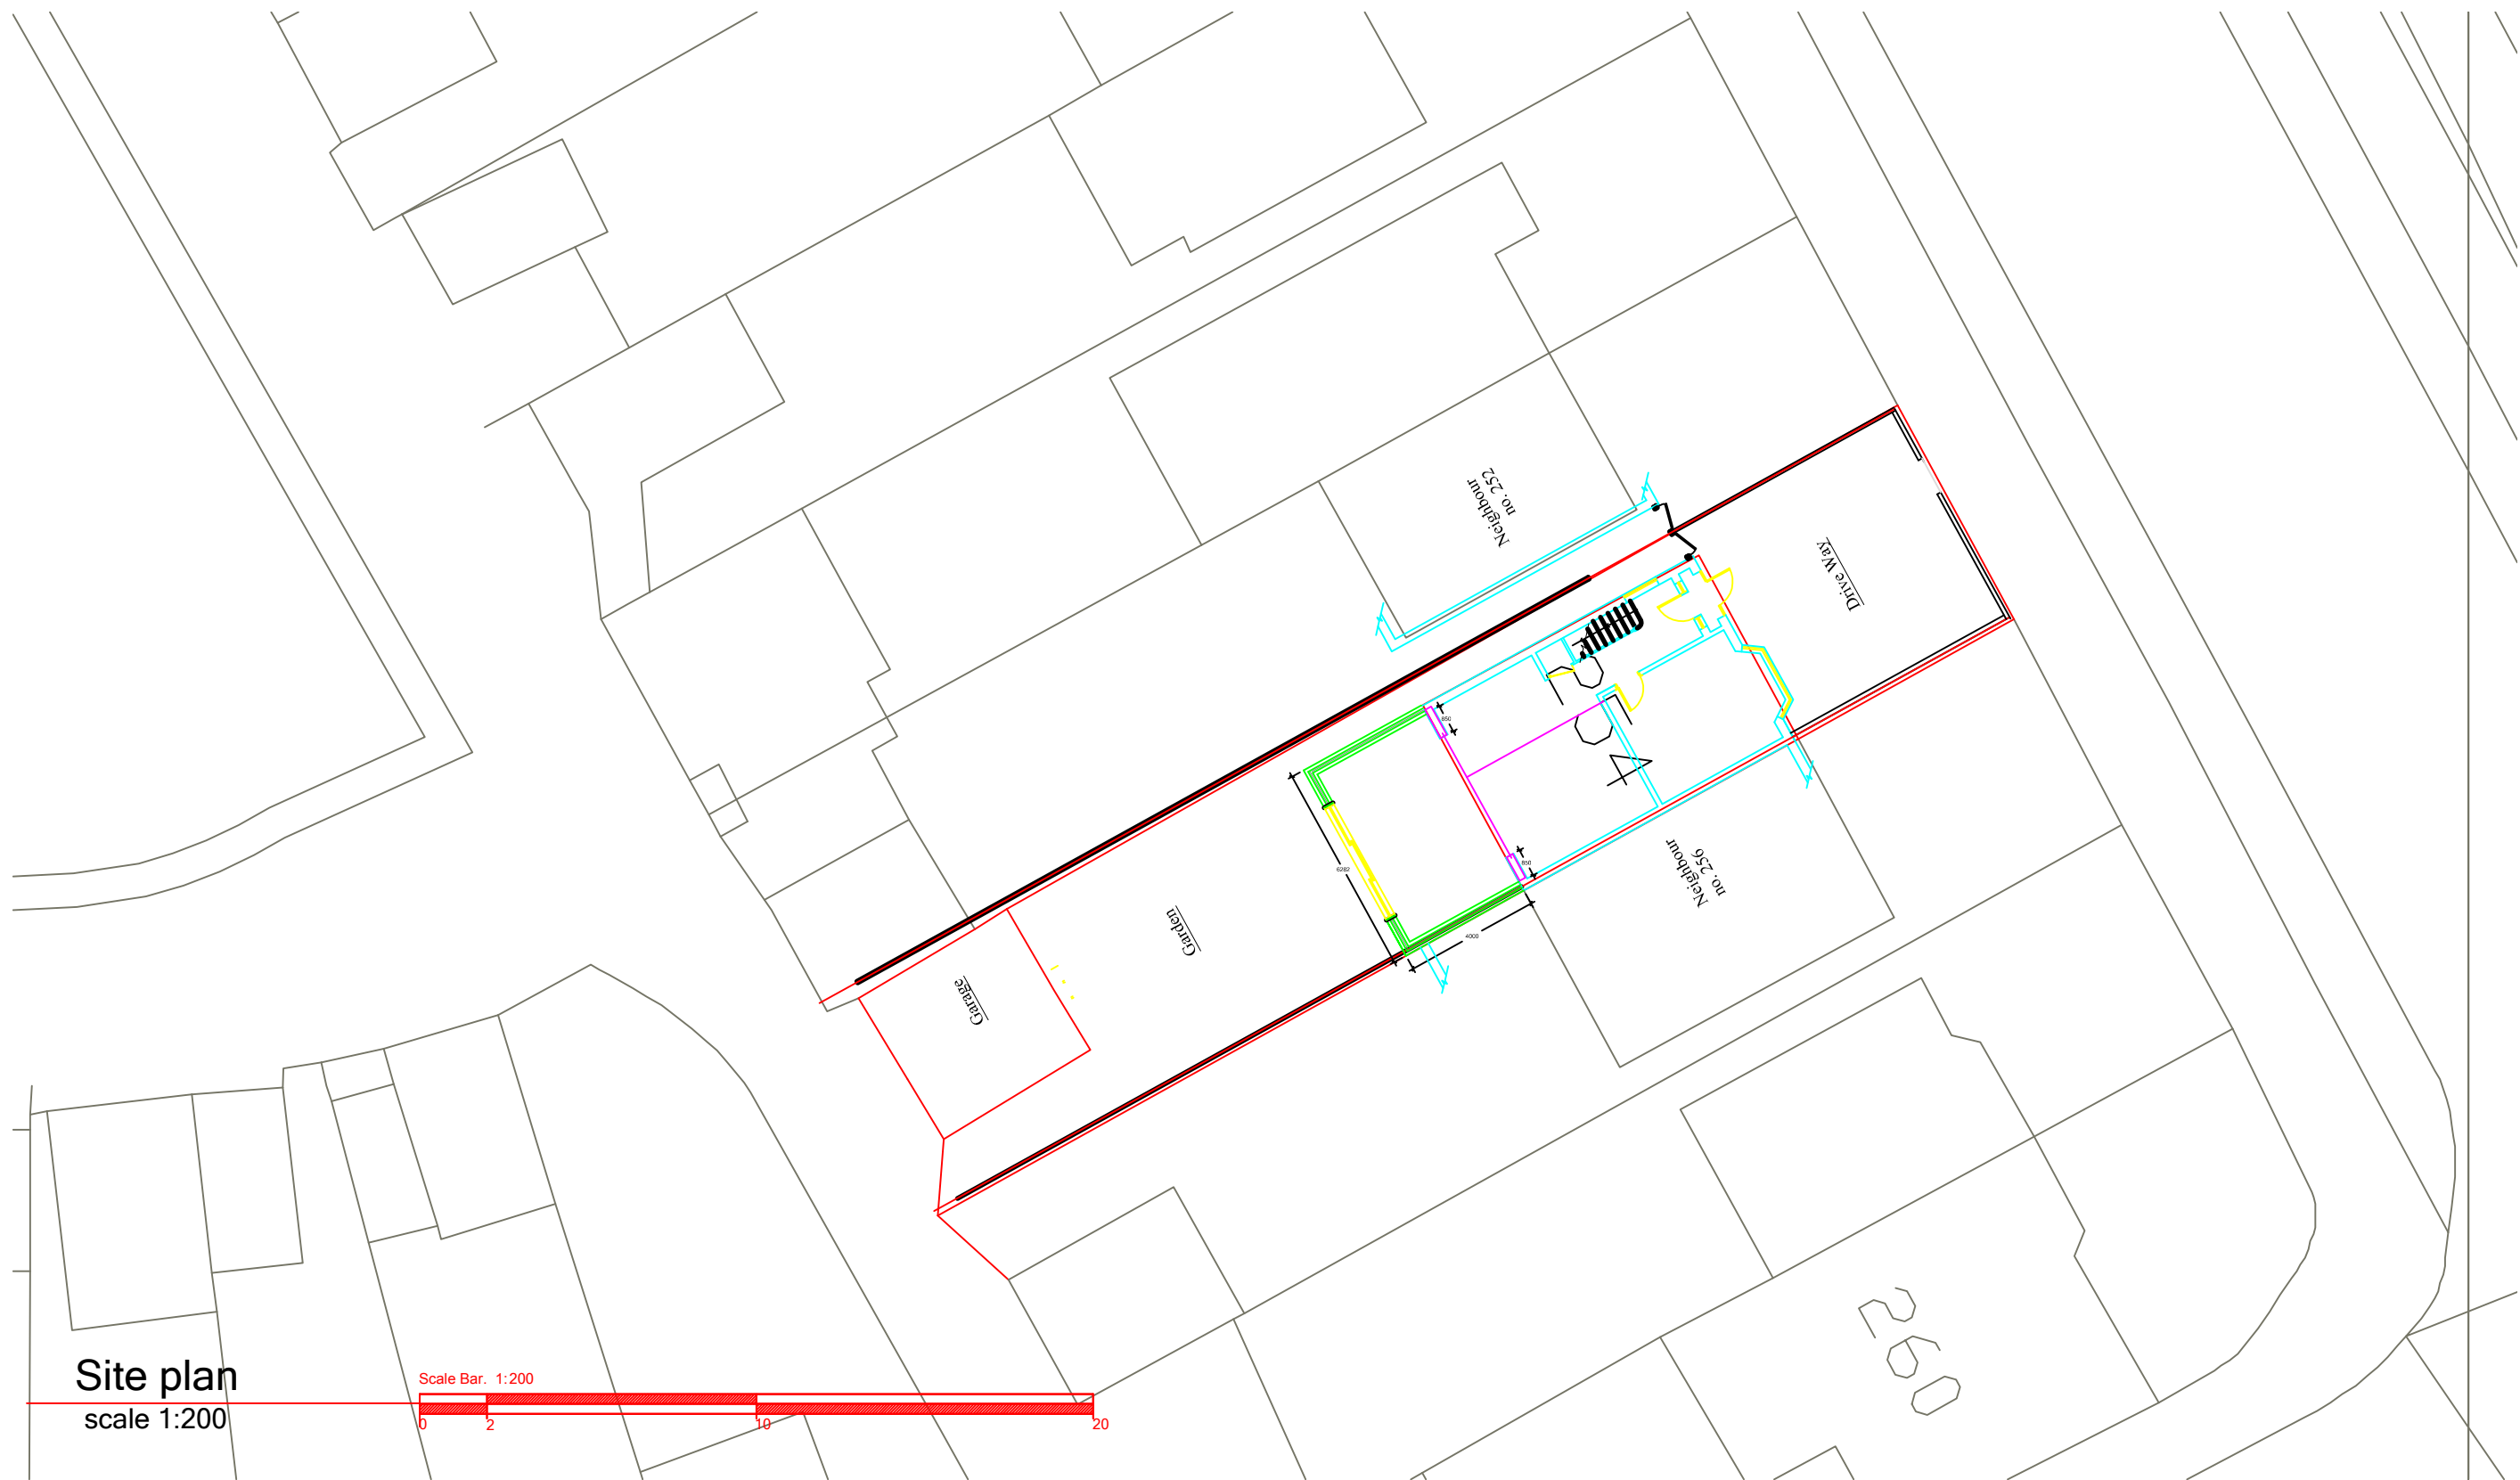 Neighbour
no. 252
Drive Way
850
254
850
6282
4000
Neighbour
no. 256
Garden
Garage
260
Site plan
scale 1:200
Scale Bar. 1:200
0 2 10 20